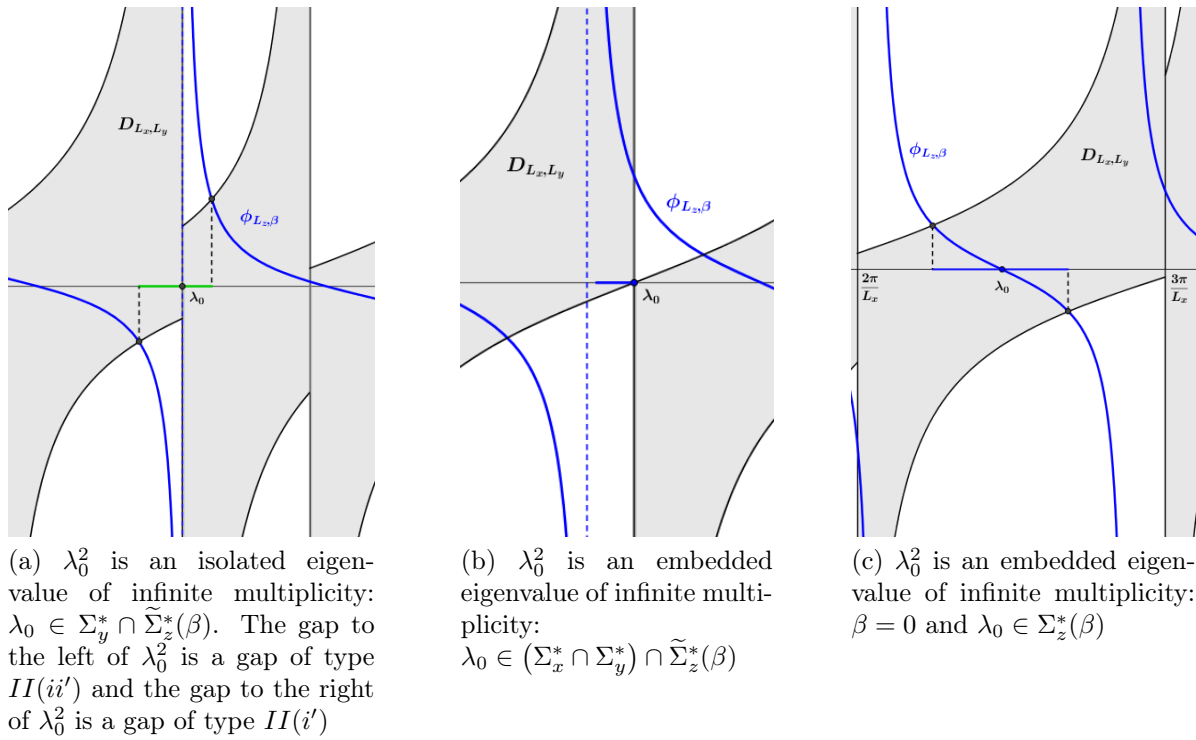 D_{L_x,L_y}
ϕ_{L_z,β}
λ_0
D_{L_x,L_y}
ϕ_{L_z,β}
λ_0
ϕ_{L_z,β}
D_{L_x,L_y}
2π/L_x
λ_0
3π/L_x
(a) λ_0^2 is an isolated eigen-
value of infinite multiplicity:
λ_0 ∈ Σ_y^* ∩ Σ̃_z^*(β). The gap to
the left of λ_0^2 is a gap of type
II(ii′) and the gap to the right
of λ_0^2 is a gap of type II(i′)
(b) λ_0^2 is an embedded
eigenvalue of infinite multi-
plicity:
λ_0 ∈ (Σ_x^* ∩ Σ_y^*) ∩ Σ̃_z^*(β)
(c) λ_0^2 is an embedded eigen-
value of infinite multiplicity:
β = 0 and λ_0 ∈ Σ_z^*(β)